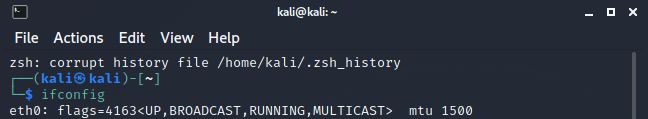 kali@kali: ~
File Actions Edit View Help
zsh: corrupt history file /home/kali/.zsh_history
┌──(kali㉿kali)-[~]
└─$ ifconfig
eth0: flags=4163<UP,BROADCAST,RUNNING,MULTICAST>  mtu 1500